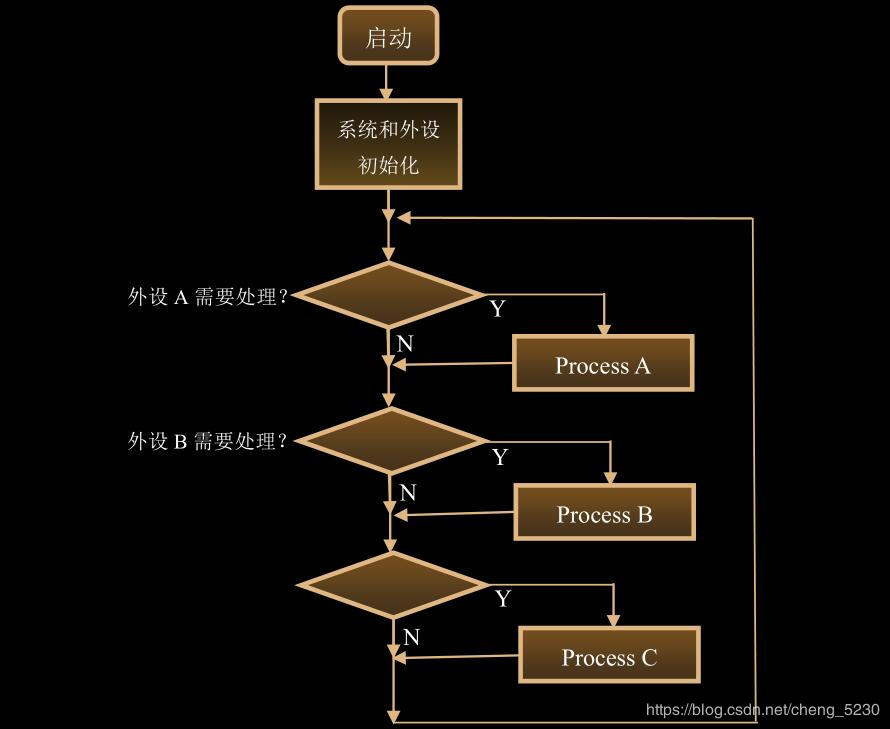 启动
系统和外设
初始化
外设 A 需要处理？
Y
N
Process A
外设 B 需要处理？
Y
N
Process B
Y
N
Process C
https://blog.csdn.net/cheng_5230